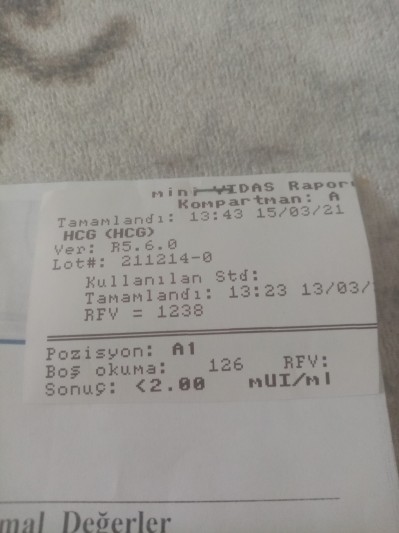 mini VIDAS Rapor
Kompartman: A
Tamamlandı: 13:43 15/03/21
HCG (HCG)
Ver: R5.6.0
Lot#: 211214-0
Kullanılan Std:
Tamamlandı: 13:23 13/03/
RFV = 1238
Pozisyon: A1
Boş okuma: 126 RFV:
Sonuç: <2.00 mUI/ml
mal Değerler